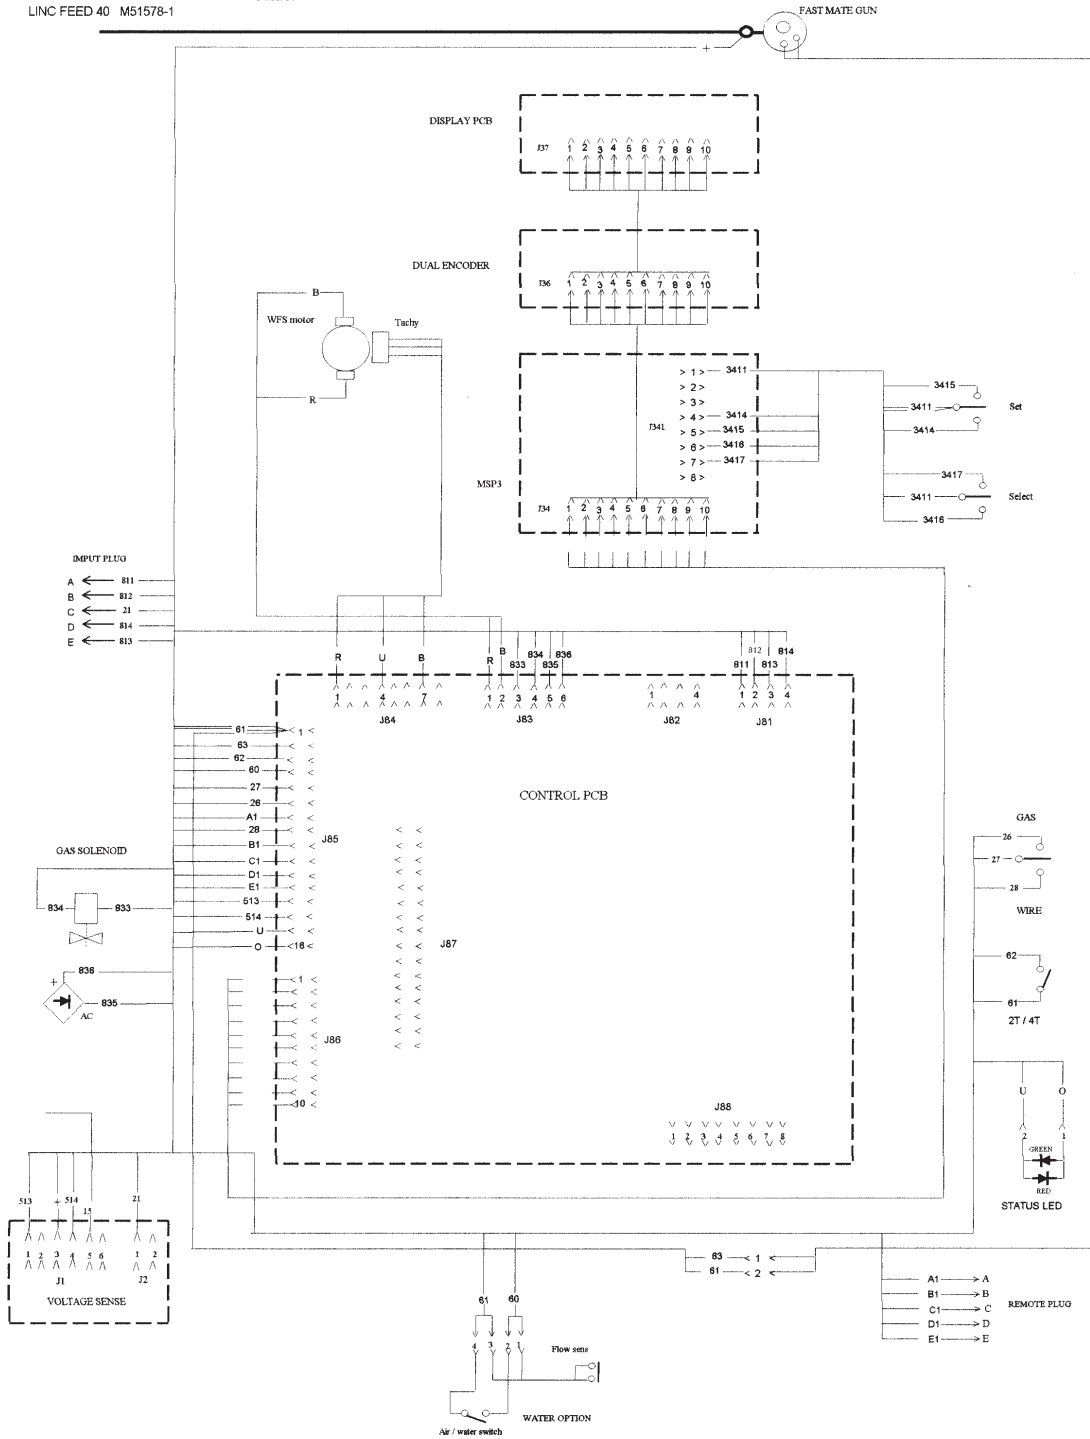 LINC FEED 40 M51578-1
FAST MATE GUN
+
DISPLAY PCB
J37 1 2 3 4 5 6 7 8 9 10
DUAL ENCODER
J36 1 2 3 4 5 6 7 8 9 10
B
WFS motor
Tachy
R
MSP3
J341
1 3411
2
3
4 3414
5 3415
6 3416
7 3417
8
J34 1 2 3 4 5 6 7 8 9 10
3415
3411 Set
3414
3417
3411 Select
3416
IMPUT PLUG
A 811
B 812
C 21
D 814
E 813
R U B
R B 833 834 835 836
811 812 813 814
1 4 7
J84
1 2 3 4 5 6
J83
1 4
J82
1 2 3 4
J81
CONTROL PCB
61 1
63
62
60
27
26
A1
28
B1
C1
D1
E1
513
514
U
O 16
J85
1
J86
10
J87
J88
1 2 3 4 5 6 7 8
GAS SOLENOID
834 833
836
+
835
AC
GAS
26
27
28
WIRE
62
61
2T / 4T
U O
2 1
GREEN
RED
STATUS LED
513 + 514 15 21
1 2 3 4 5 6 1 2
J1 J2
VOLTAGE SENSE
63 1
61 2
A1 A
B1 B
C1 C
D1 D
E1 E
REMOTE PLUG
61 60
4 3 2 1
Flow sens
WATER OPTION
Air / water switch